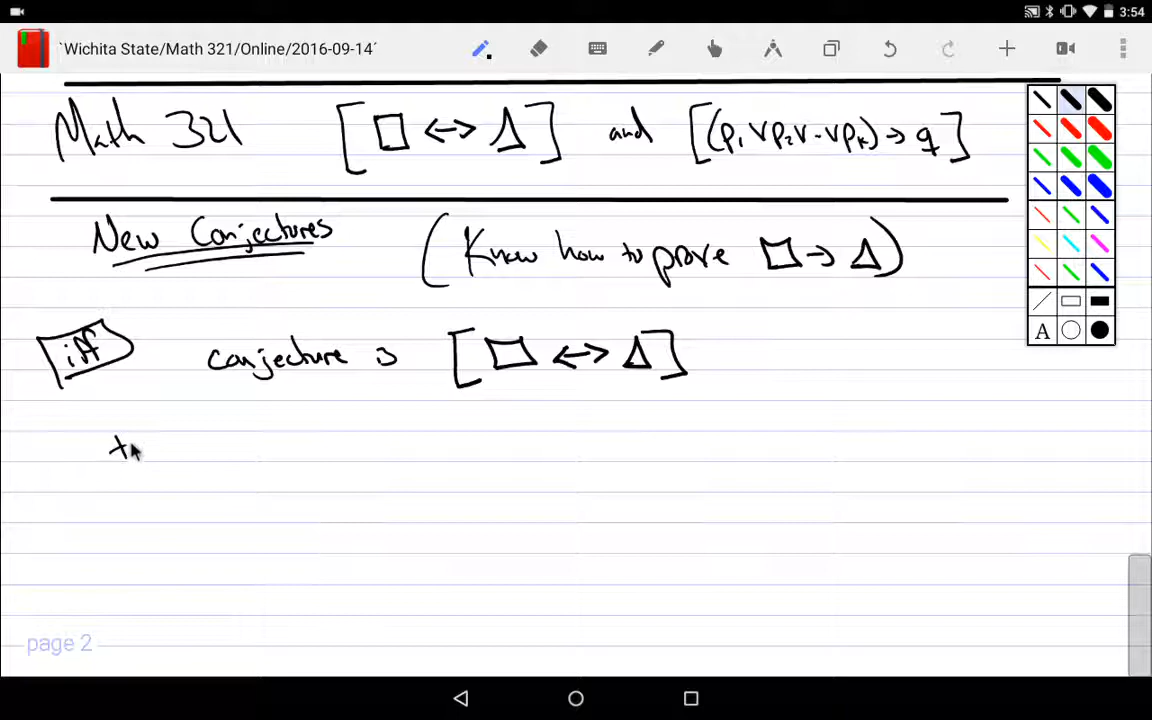 3:54
`Wichita State/Math 321/Online/2016-09-14´
Math 321 [□ ↔ Δ] and [(p₁ ∨ p₂ ∨ -- ∨ pₖ) → q]
New Conjectures (Know how to prove □ → Δ)
iff conjecture is [□ ↔ Δ]
A
page 2